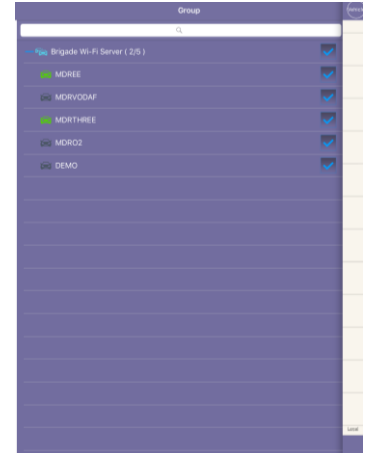 Group
Brigade Wi-Fi Server ( 2/5 )
MDREE
MDRVODAF
MDRTHREE
MDRO2
DEMO